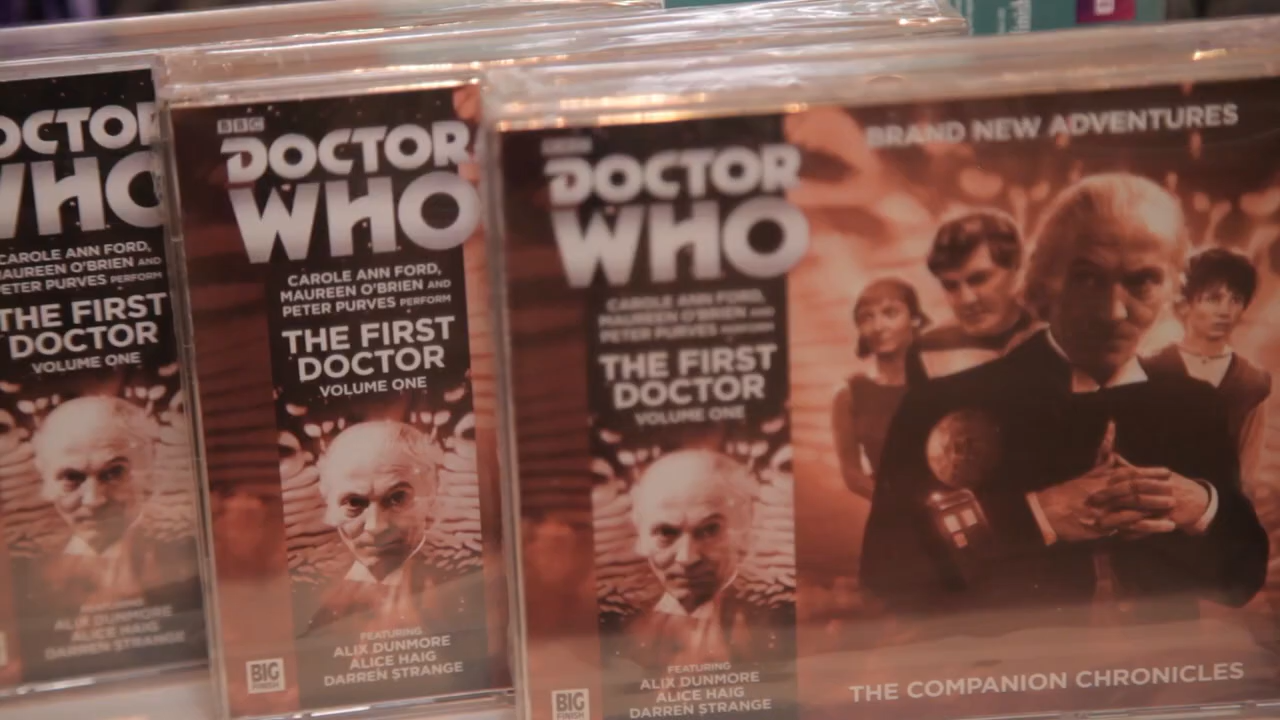 OCTOR
WHO
CAROLE ANN FORD,
MAUREEN O'BRIEN AND
PETER PURVES PERFORM
THE FIRST
DOCTOR
VOLUME ONE
FEATURING
ALIX DUNMORE
ALICE HAIG
DARREN STRANGE
BBC
DOCTOR
WHO
CAROLE ANN FORD,
MAUREEN O'BRIEN AND
PETER PURVES PERFORM
THE FIRST
DOCTOR
VOLUME ONE
FEATURING
ALIX DUNMORE
ALICE HAIG
DARREN STRANGE
BIG
FINISH
BBC
DOCTOR
WHO
CAROLE ANN FORD,
MAUREEN O'BRIEN AND
PETER PURVES PERFORM
THE FIRST
DOCTOR
VOLUME ONE
FEATURING
ALIX DUNMORE
ALICE HAIG
DARREN STRANGE
BIG
FINISH
BRAND NEW ADVENTURES
THE COMPANION CHRONICLES